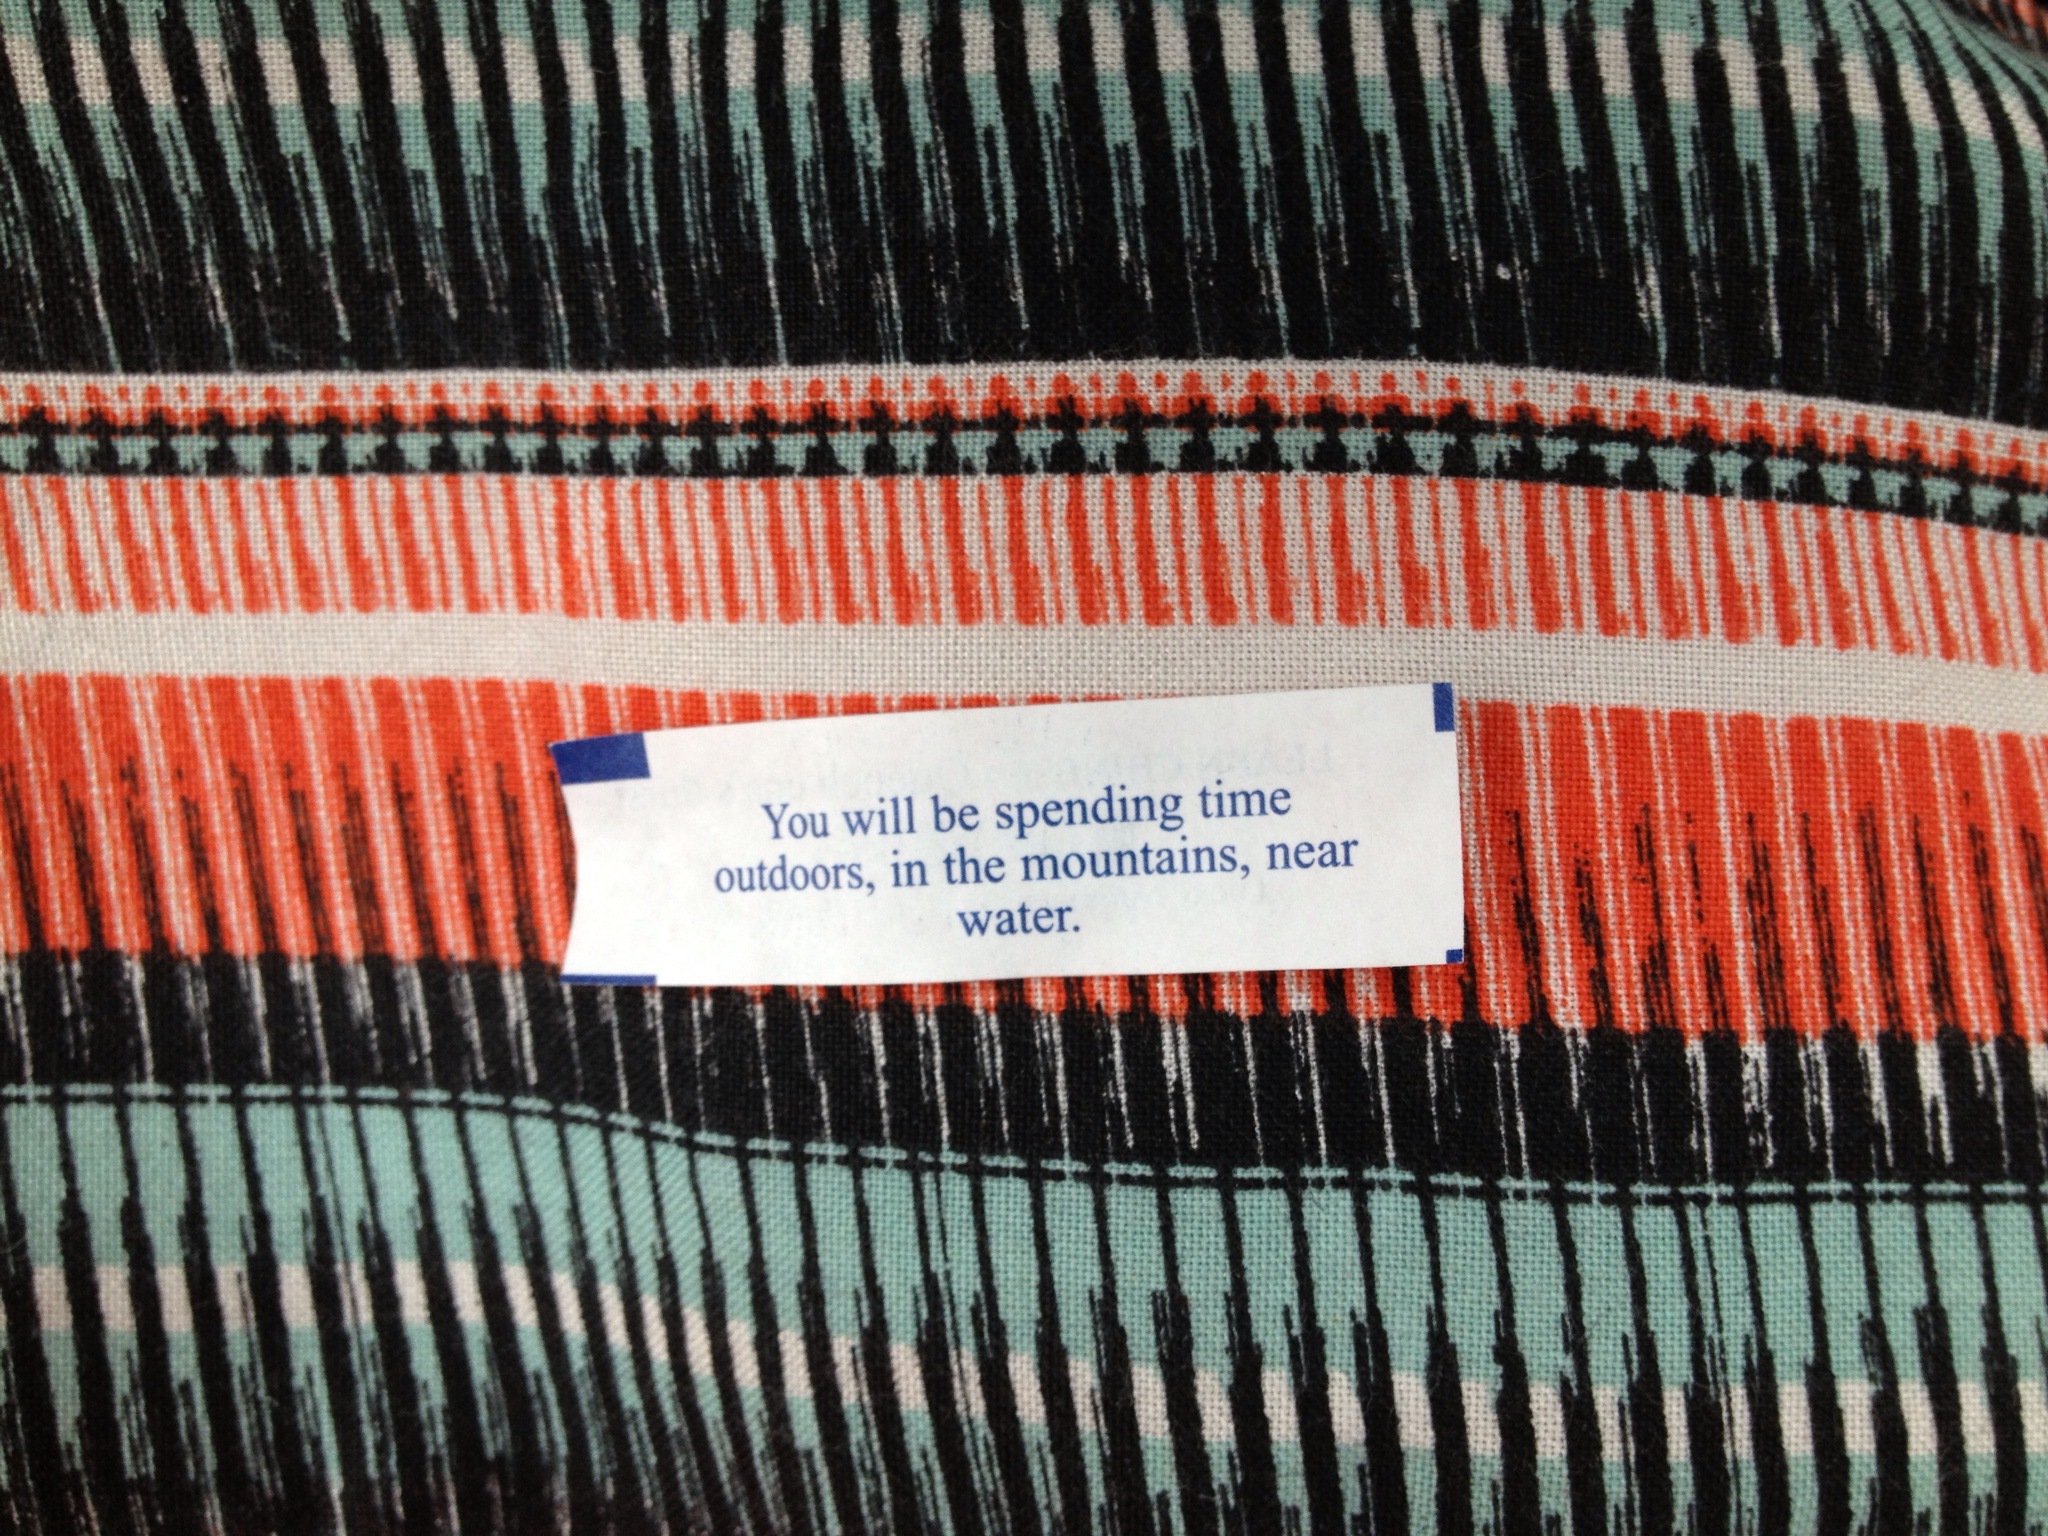 You will be spending time
outdoors, in the mountains, near
water.